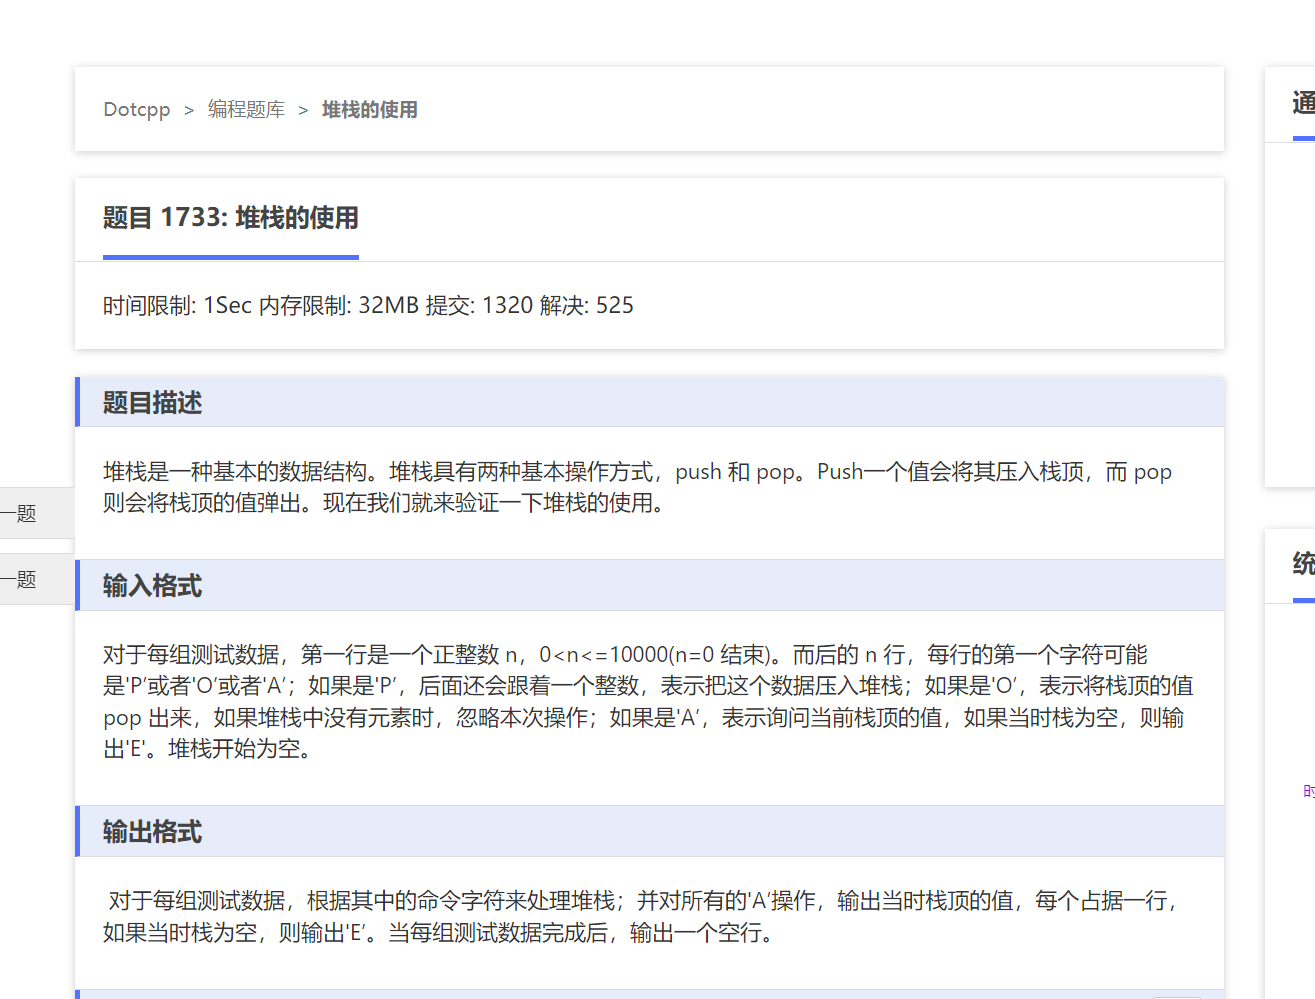 Dotcpp > 编程题库 > 堆栈的使用
通
题目 1733: 堆栈的使用
时间限制: 1Sec 内存限制: 32MB 提交: 1320 解决: 525
题目描述
堆栈是一种基本的数据结构。堆栈具有两种基本操作方式，push 和 pop。Push一个值会将其压入栈顶，而 pop
则会将栈顶的值弹出。现在我们就来验证一下堆栈的使用。
一题
一题
统
输入格式
对于每组测试数据，第一行是一个正整数 n，0<n<=10000(n=0 结束)。而后的 n 行，每行的第一个字符可能
是'P’或者'O’或者'A’；如果是'P’，后面还会跟着一个整数，表示把这个数据压入堆栈；如果是'O’，表示将栈顶的值
pop 出来，如果堆栈中没有元素时，忽略本次操作；如果是'A’，表示询问当前栈顶的值，如果当时栈为空，则输
出'E'。堆栈开始为空。
时
输出格式
对于每组测试数据，根据其中的命令字符来处理堆栈；并对所有的'A’操作，输出当时栈顶的值，每个占据一行，
如果当时栈为空，则输出'E’。当每组测试数据完成后，输出一个空行。